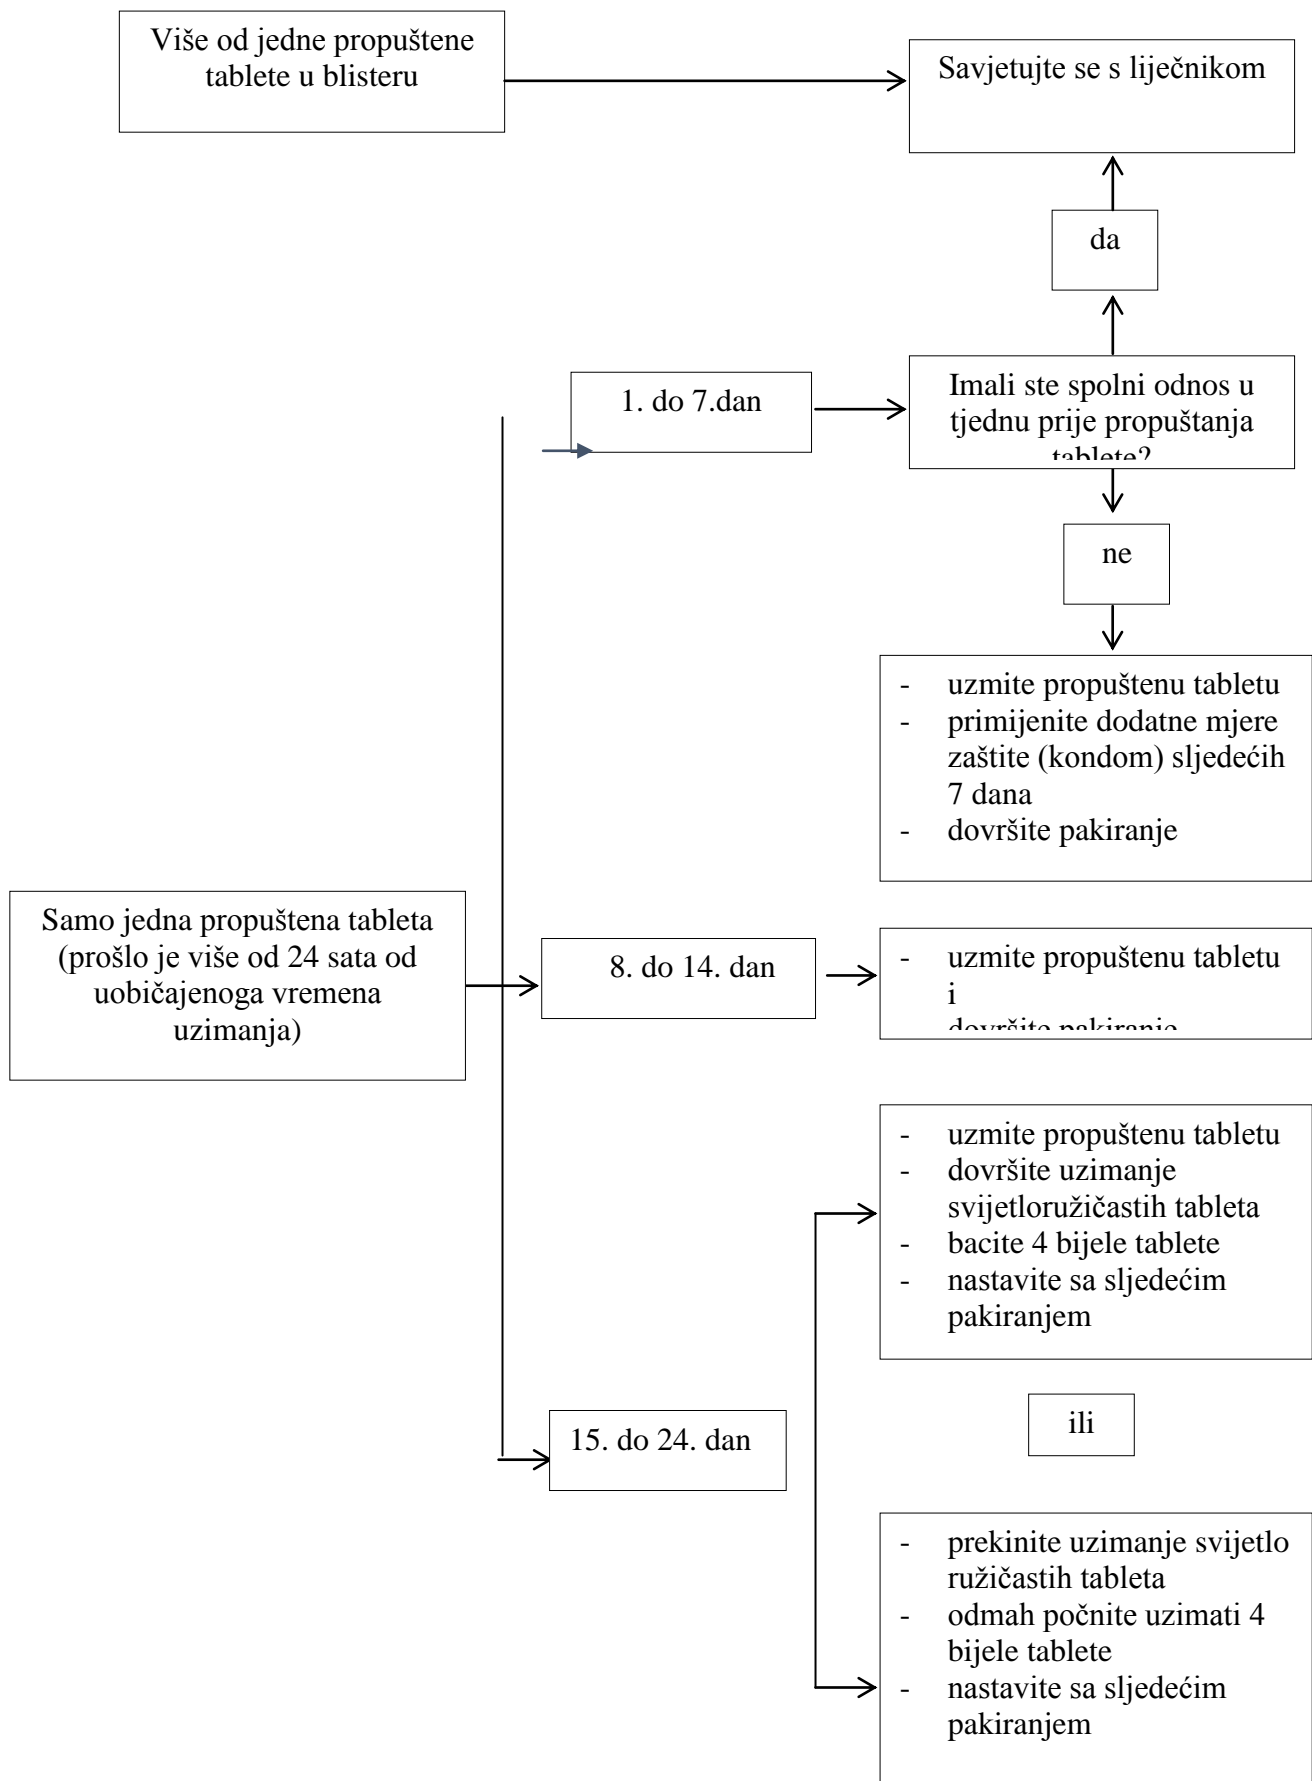 Više od jedne propuštene
tablete u blisteru
Savjetujte se s liječnikom
da
1. do 7.dan
Imali ste spolni odnos u
tjednu prije propuštanja
tablete?
ne
- uzmite propuštenu tabletu
- primijenite dodatne mjere
zaštite (kondom) sljedećih
7 dana
- dovršite pakiranje
Samo jedna propuštena tableta
(prošlo je više od 24 sata od
uobičajenoga vremena
uzimanja)
8. do 14. dan
- uzmite propuštenu tabletu
i
dovršite pakiranje
- uzmite propuštenu tabletu
- dovršite uzimanje
svijetloružičastih tableta
- bacite 4 bijele tablete
- nastavite sa sljedećim
pakiranjem
ili
15. do 24. dan
- prekinite uzimanje svijetlo
ružičastih tableta
- odmah počnite uzimati 4
bijele tablete
- nastavite sa sljedećim
pakiranjem